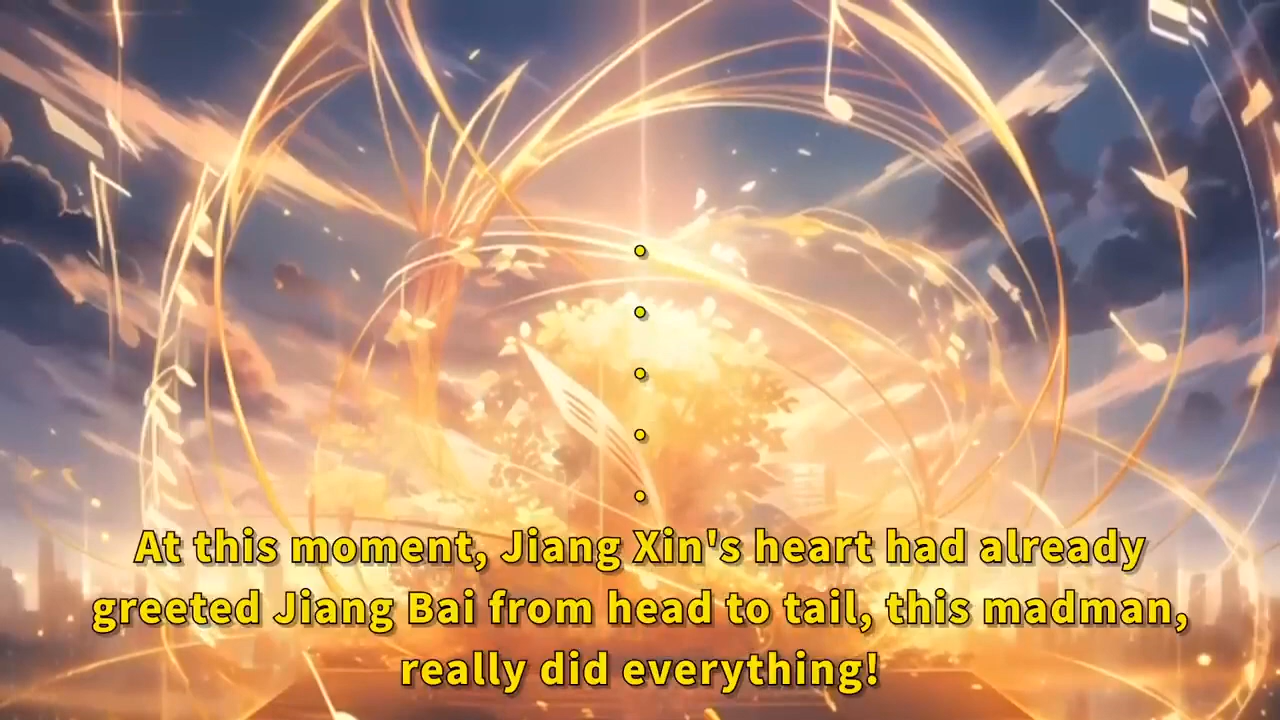 .
.
.
.
.
At this moment, Jiang Xin's heart had already
greeted Jiang Bai from head to tail, this madman,
really did everything!